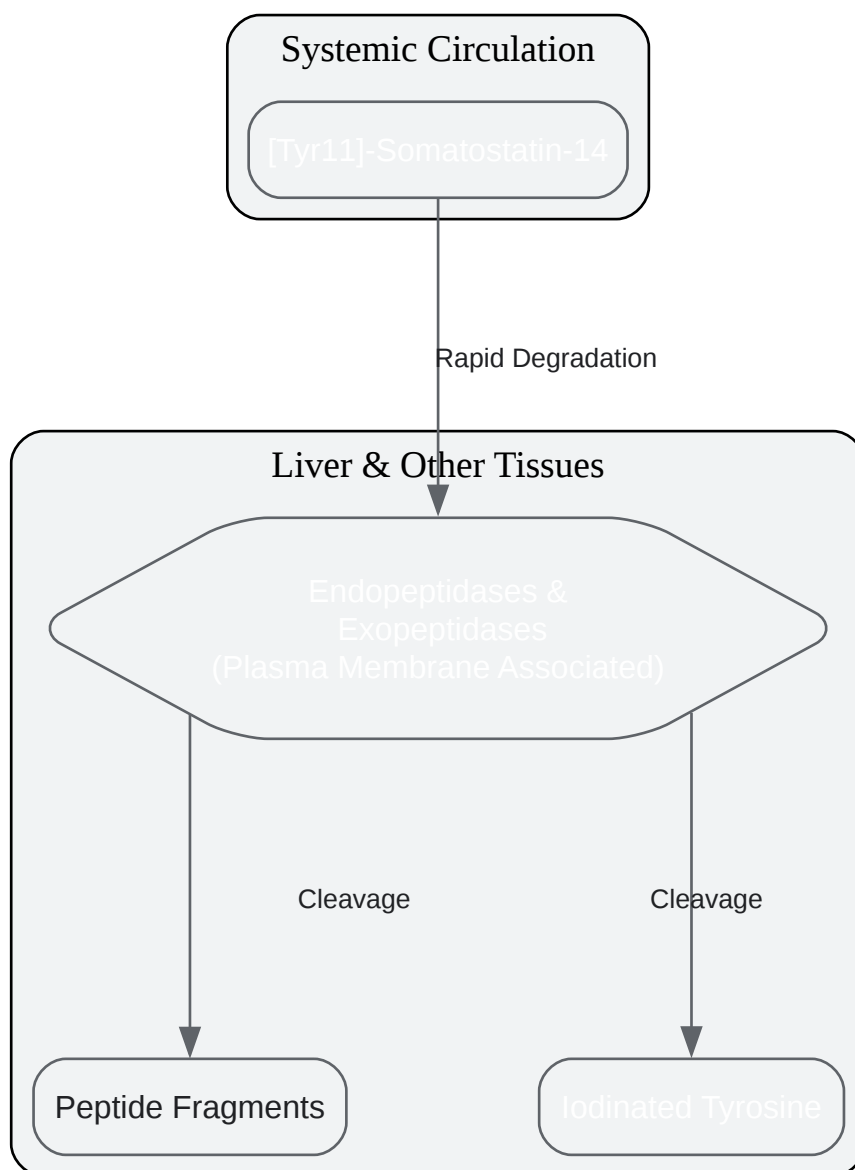 Systemic Circulation
[Tyr11]-Somatostatin-14
Rapid Degradation
Liver & Other Tissues
Endopeptidases &
Exopeptidases
(Plasma Membrane Associated)
Cleavage
Cleavage
Peptide Fragments
Iodinated Tyrosine